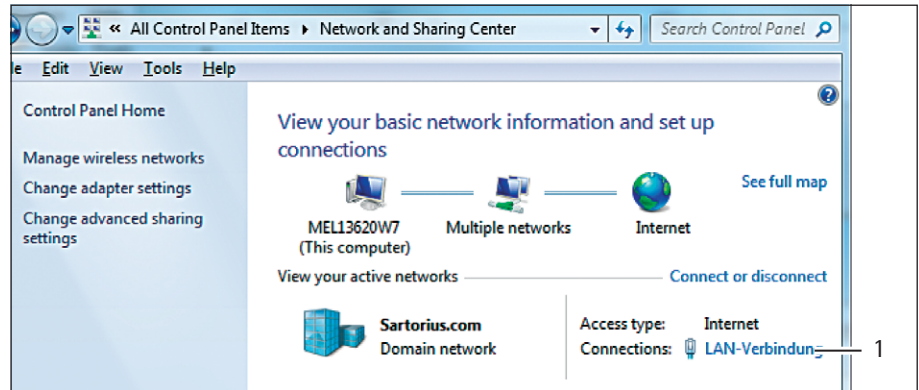 « All Control Panel Items ▸ Network and Sharing Center Search Control Panel
le Edit View Tools Help
Control Panel Home
Manage wireless networks
Change adapter settings
Change advanced sharing
settings
View your basic network information and set up
connections
See full map
MEL13620W7
(This computer)
Multiple networks
Internet
View your active networks
Connect or disconnect
Sartorius.com
Domain network
Access type: Internet
Connections: LAN-Verbindung
1